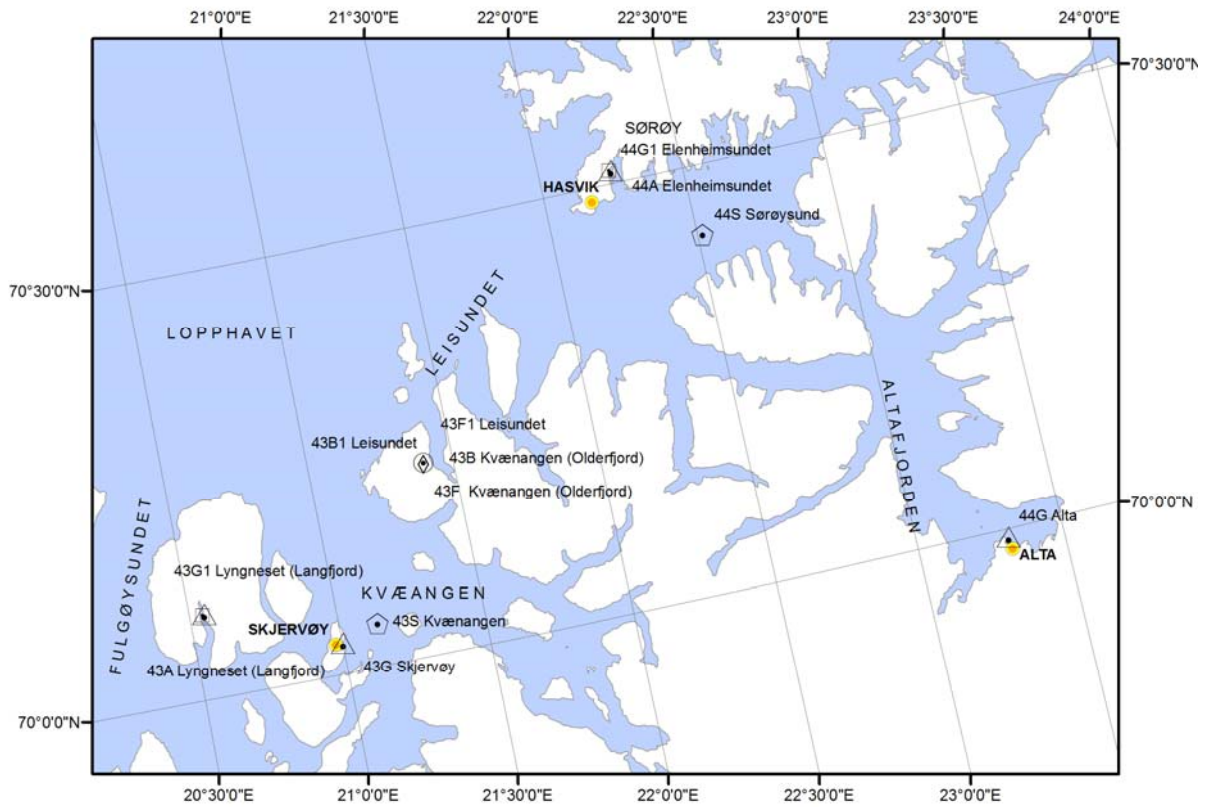 21°0'0"E
21°30'0"E
22°0'0"E
22°30'0"E
23°0'0"E
23°30'0"E
24°0'0"E
70°30'0"N
SØRØY
44G1 Elenheimsundet
HASVIK
44A Elenheimsundet
44S Sørøysund
70°30'0"N
LOPPHAVET
LEISUNDET
ALTAFJORDEN
43F1 Leisundet
43B1 Leisundet
43B Kvænangen (Olderfjord)
43F Kvænangen (Olderfjord)
70°0'0"N
44G Alta
ALTA
FULGØYSUNDET
43G1 Lyngneset (Langfjord)
KVÆANGEN
43S Kvænangen
SKJERVØY
43G Skjervøy
43A Lyngneset (Langfjord)
70°0'0"N
20°30'0"E
21°0'0"E
21°30'0"E
22°0'0"E
22°30'0"E
23°0'0"E